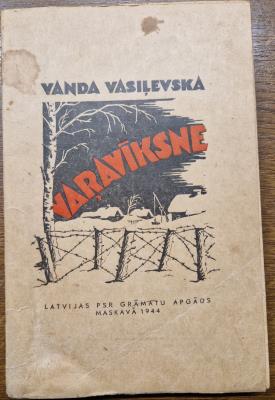 VANDA VASIĻEVSKA
VARAVĪKSNE
LATVIJAS PSR GRĀMATU APGĀDS
MASKAVĀ 1944